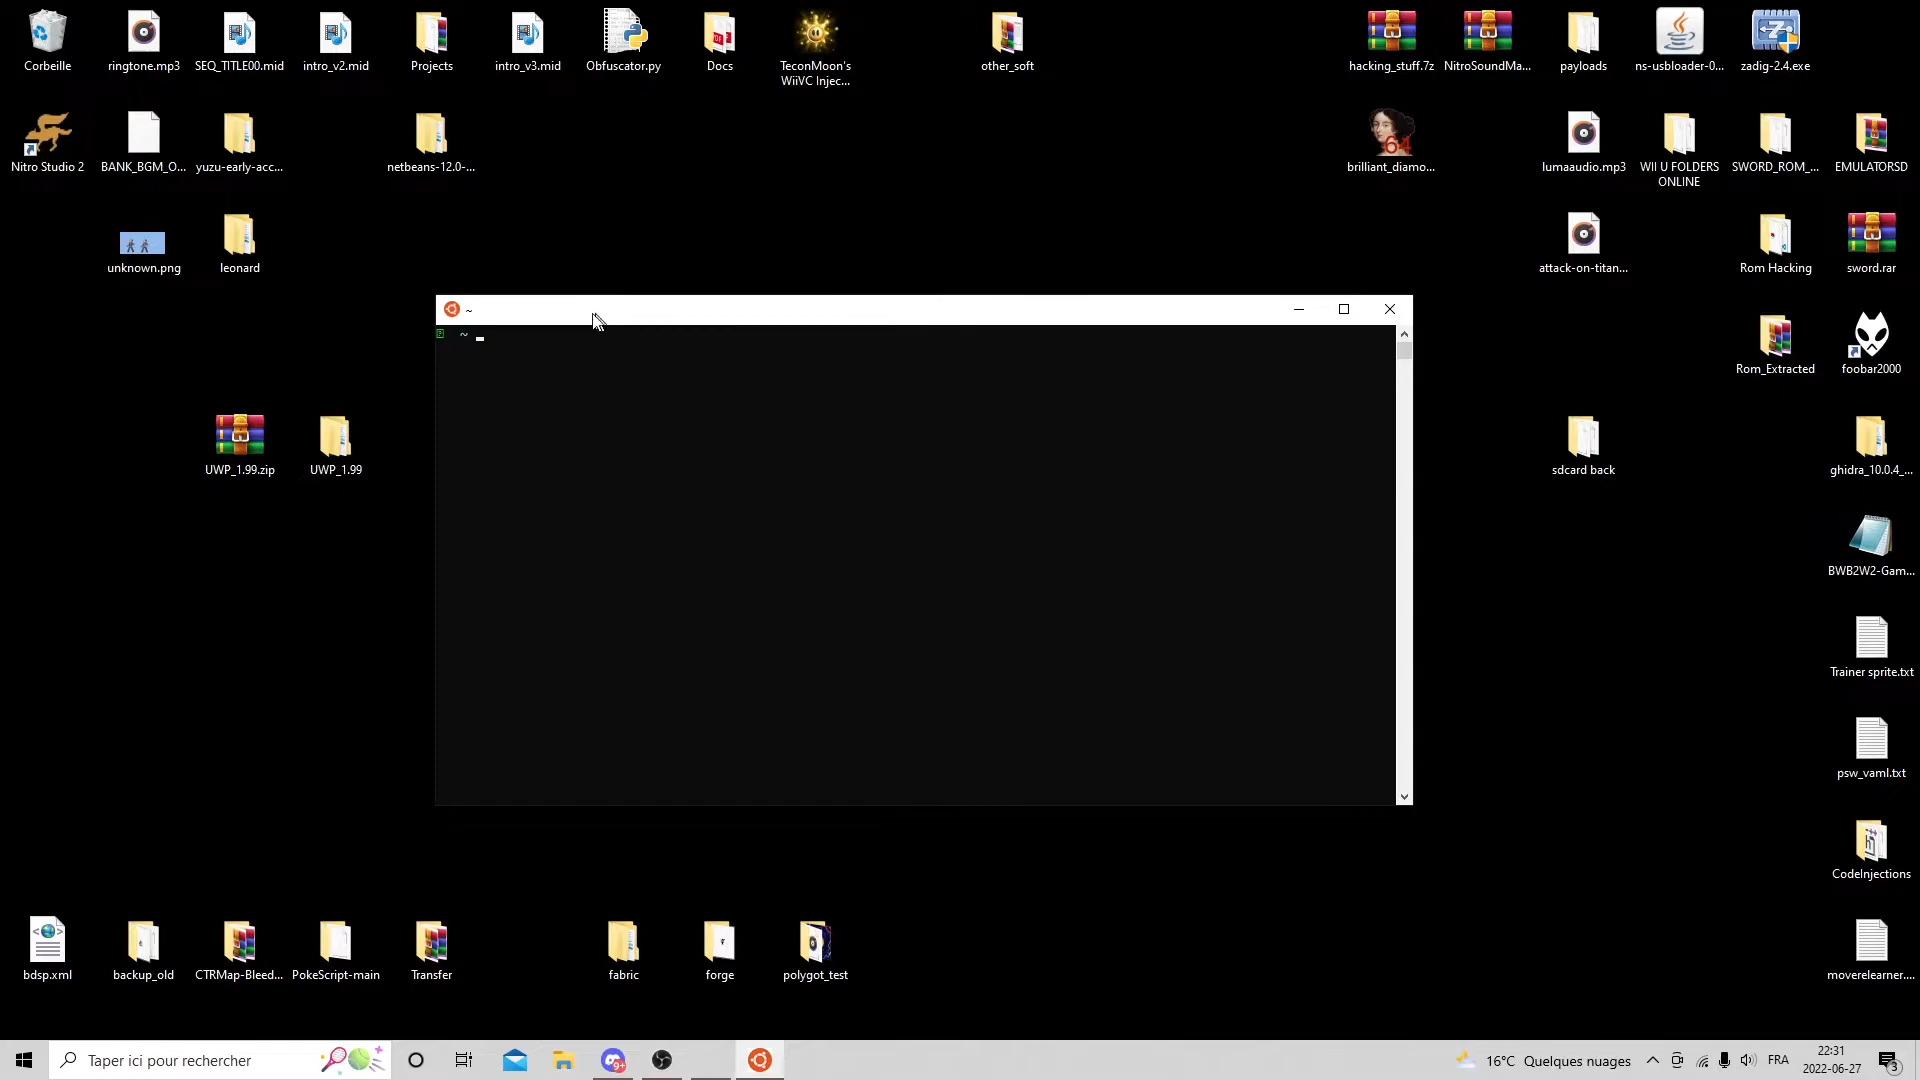 Corbeille
ringtone.mp3
SEQ_TITLE00.mid
intro_v2.mid
Projects
intro_v3.mid
Obfuscator.py
Docs
TeconMoon's
WiiVC Injec...
other_soft
hacking_stuff.7z
NitroSoundMa...
payloads
ns-usbloader-0...
zadig-2.4.exe
Nitro Studio 2
BANK_BGM_O...
yuzu-early-acc...
netbeans-12.0-...
64
brilliant_diamo...
lumaaudio.mp3
WII U FOLDERS
ONLINE
SWORD_ROM_...
EMULATORSD
unknown.png
leonard
attack-on-titan...
Rom Hacking
sword.rar
~
~
Rom_Extracted
foobar2000
UWP_1.99.zip
UWP_1.99
sdcard back
ghidra_10.0.4_...
BWB2W2-Gam...
Trainer sprite.txt
psw_vaml.txt
CodeInjections
bdsp.xml
backup_old
CTRMap-Bleed...
PokeScript-main
Transfer
fabric
forge
polygot_test
moverelearner....
Taper ici pour rechercher
9+
16°C Quelques nuages
FRA
22:31
2022-06-27
3